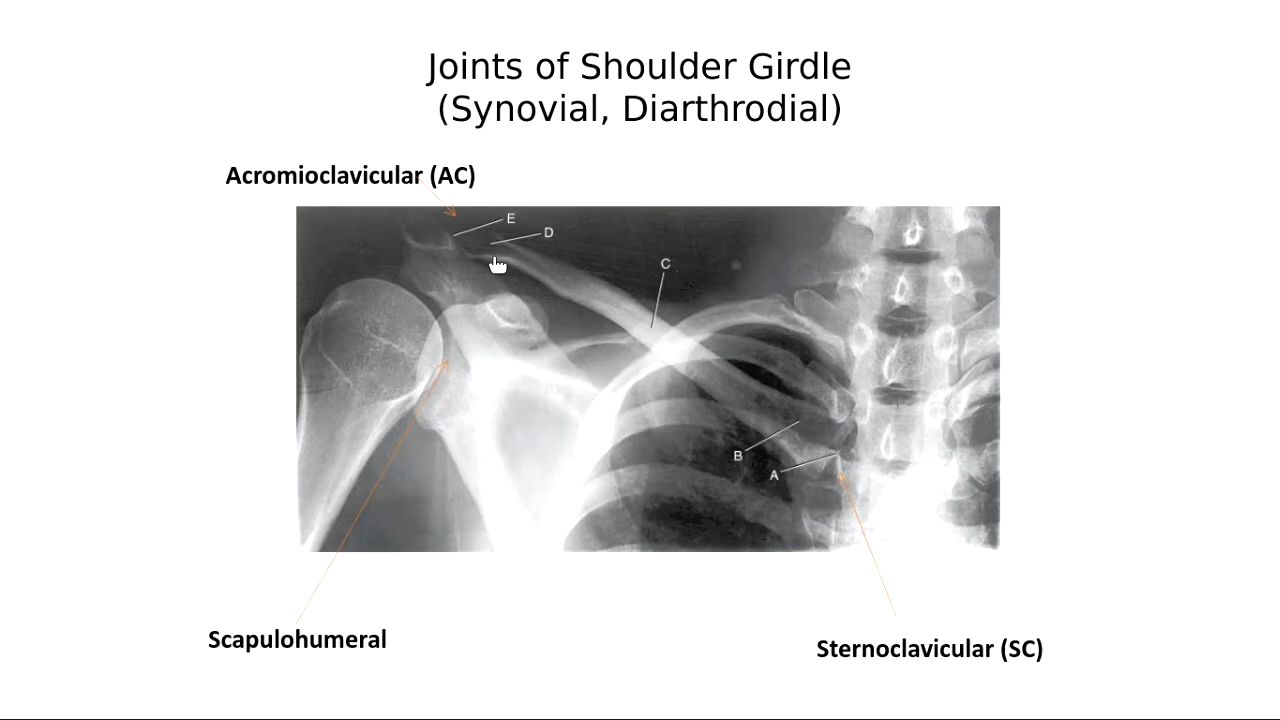 Joints of Shoulder Girdle
(Synovial, Diarthrodial)
Acromioclavicular (AC)
E
D
C
B
A
Scapulohumeral
Sternoclavicular (SC)